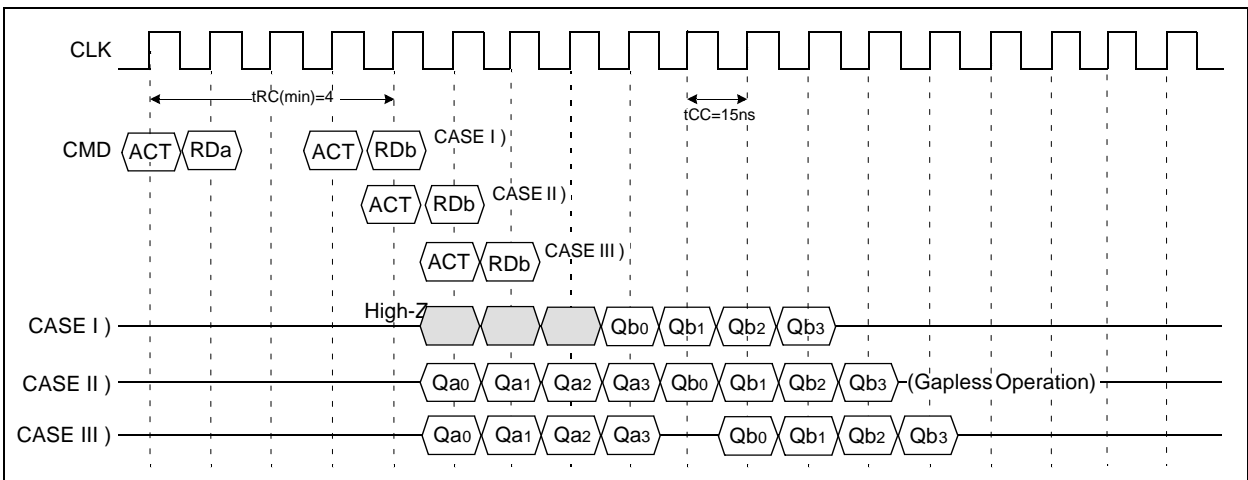 CLK
tRC(min)=4
tCC=15ns
CMD ACT RDa ACT RDb CASE I )
ACT RDb CASE II )
ACT RDb CASE III )
High-Z
CASE I ) Qb0 Qb1 Qb2 Qb3
CASE II ) Qa0 Qa1 Qa2 Qa3 Qb0 Qb1 Qb2 Qb3 (Gapless Operation)
CASE III ) Qa0 Qa1 Qa2 Qa3 Qb0 Qb1 Qb2 Qb3